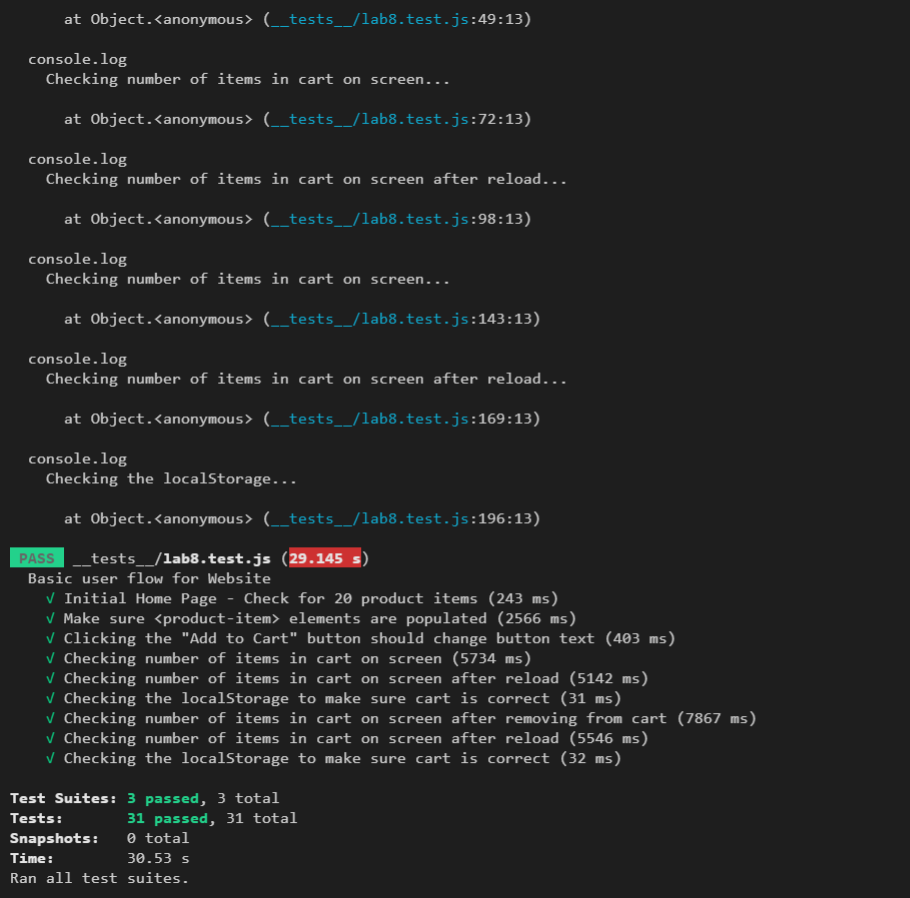 at Object.<anonymous> (__tests__/lab8.test.js:49:13)
console.log
Checking number of items in cart on screen...
at Object.<anonymous> (__tests__/lab8.test.js:72:13)
console.log
Checking number of items in cart on screen after reload...
at Object.<anonymous> (__tests__/lab8.test.js:98:13)
console.log
Checking number of items in cart on screen...
at Object.<anonymous> (__tests__/lab8.test.js:143:13)
console.log
Checking number of items in cart on screen after reload...
at Object.<anonymous> (__tests__/lab8.test.js:169:13)
console.log
Checking the localStorage...
at Object.<anonymous> (__tests__/lab8.test.js:196:13)
PASS __tests__/lab8.test.js (29.145 s)
Basic user flow for Website
√ Initial Home Page - Check for 20 product items (243 ms)
√ Make sure <product-item> elements are populated (2566 ms)
√ Clicking the "Add to Cart" button should change button text (403 ms)
√ Checking number of items in cart on screen (5734 ms)
√ Checking number of items in cart on screen after reload (5142 ms)
√ Checking the localStorage to make sure cart is correct (31 ms)
√ Checking number of items in cart on screen after removing from cart (7867 ms)
√ Checking number of items in cart on screen after reload (5546 ms)
√ Checking the localStorage to make sure cart is correct (32 ms)
Test Suites: 3 passed, 3 total
Tests: 31 passed, 31 total
Snapshots: 0 total
Time: 30.53 s
Ran all test suites.